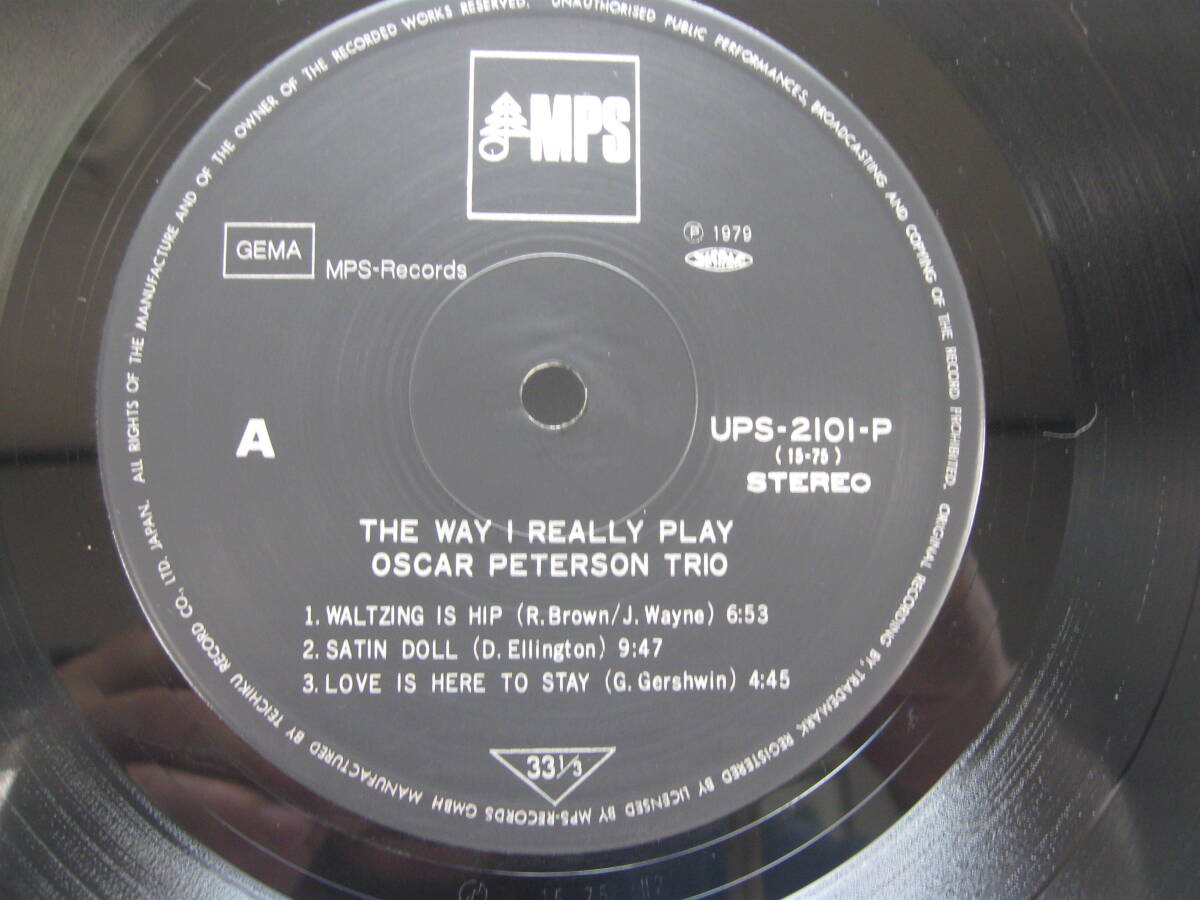 MPS
GEMA
MPS-Records
Ⓟ 1979
A
UPS-2101-P
(15-75)
STEREO
THE WAY I REALLY PLAY
OSCAR PETERSON TRIO
1. WALTZING IS HIP (R.Brown/J.Wayne) 6:53
2. SATIN DOLL (D.Ellington) 9:47
3. LOVE IS HERE TO STAY (G.Gershwin) 4:45
33 1/3
MANUFACTURED BY TEICHIKU RECORD CO., LTD. JAPAN. ALL RIGHTS OF THE MANUFACTURE AND OF THE OWNER OF THE RECORDED WORKS RESERVED. UNAUTHORISED PUBLIC PERFORMANCES, BROADCASTING AND COPYING OF THE RECORD PROHIBITED. ORIGINAL RECORDING BY, TRADEMARK REGISTERED BY LICENSED BY MPS-RECORDS GMBH